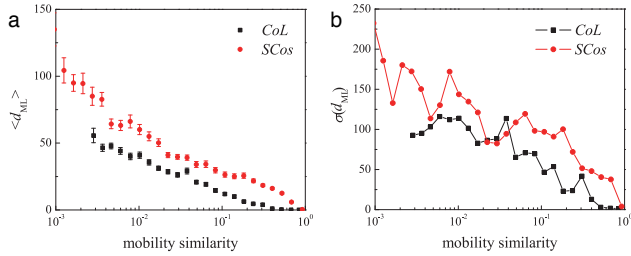 a
150
100
50
0
<d_ML>
CoL
SCos
10^-3
10^-2
10^-1
10^0
mobility similarity
b
250
200
150
100
50
0
σ(d_ML)
CoL
SCos
10^-3
10^-2
10^-1
10^0
mobility similarity